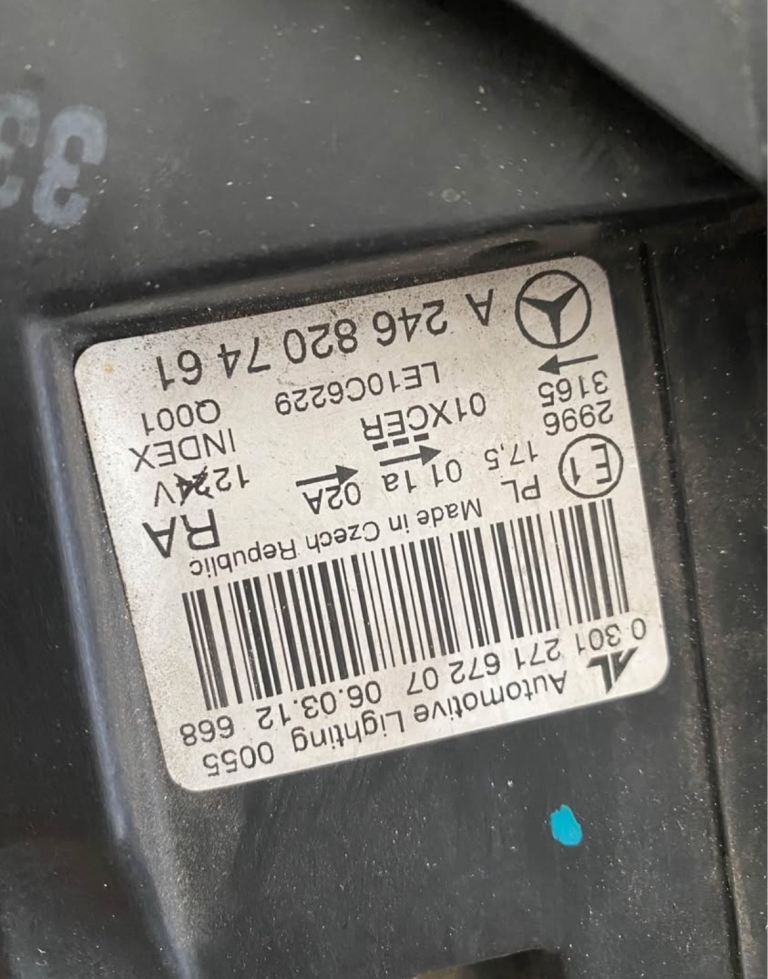 Automotive Lighting 0055
0 301 271 672 07 06.03.12 668
Made in Czech Republic
RA
E1 PL 01 1a 02A 12 V
17,5
2996 01XCER INDEX
3165 LE10C6229 Q001
A 246 820 74 61
33